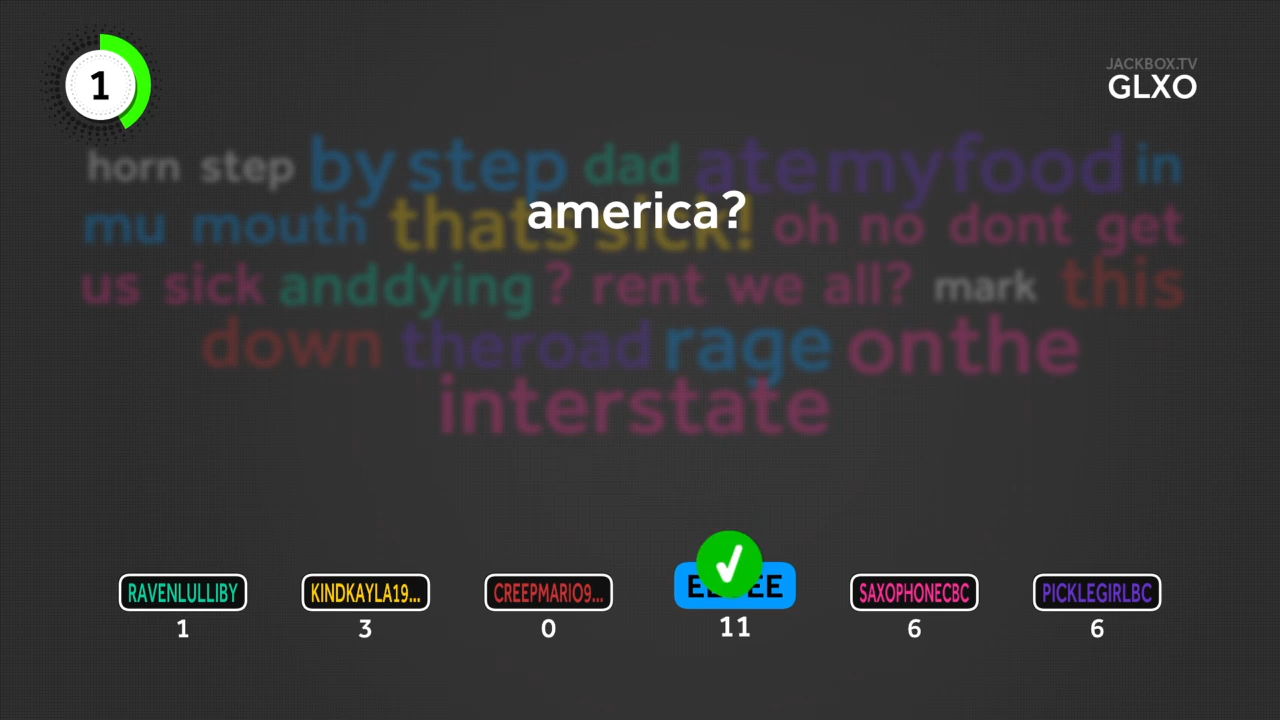 1
JACKBOX.TV
GLXO
horn step by step dad atemyfood in
america?
mu mouth thats sick! oh no dont get
us sick anddying ? rent we all? mark this
down theroad rage onthe
interstate
RAVENLULLIBY KINDKAYLA19... CREEPMARIO9... SAXOPHONECBC PICKLEGIRLBC
1 3 0 11 6 6